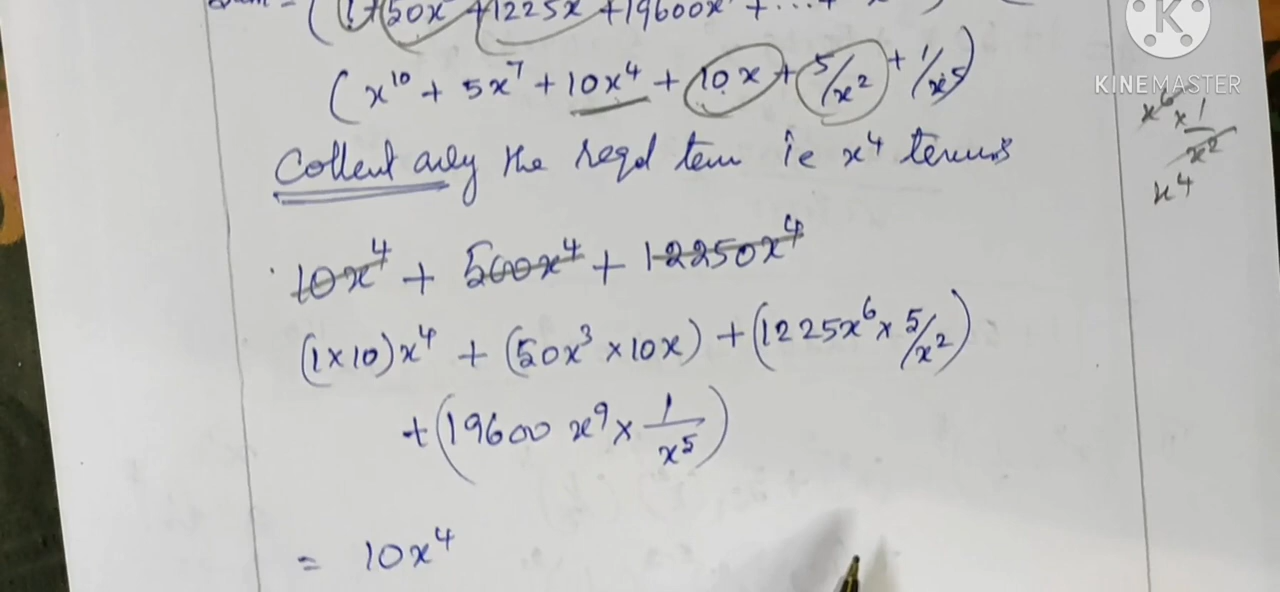 (1+50x³+1225x +19600x +...+
(x¹⁰ + 5x⁷ + 10x⁴ + 10x + 5/x² + 1/x⁵)
K
KINEMASTER
x⁶ × 1/x²
x⁴
Collect only the reqd term ie x⁴ terms
10x⁴ + 500x⁴ + 12250x⁴
(1×10)x⁴ + (50x³ × 10x) + (1225x⁶ × 5/x²)
+ (19600 x⁹ × 1/x⁵)
= 10x⁴